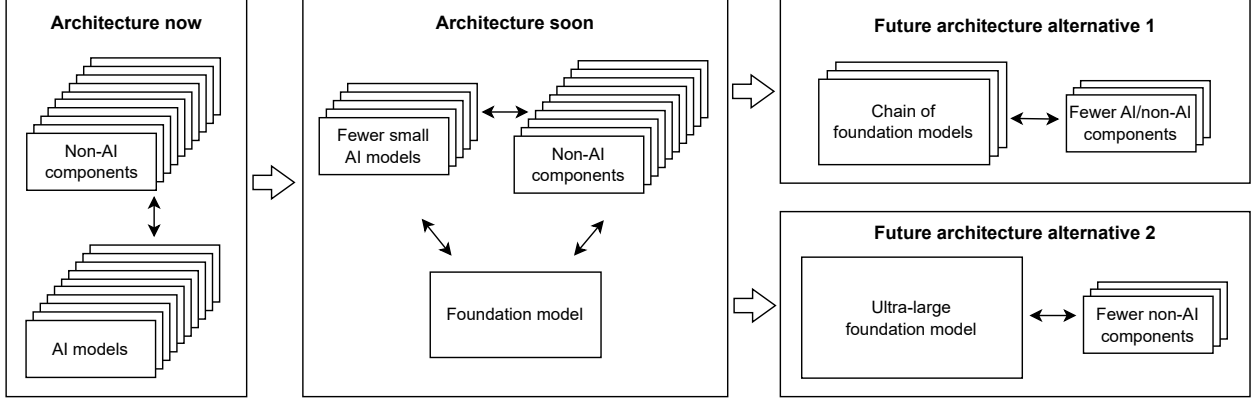 Architecture now
Non-AI
components
AI models
Architecture soon
Fewer small
AI models
Non-AI
components
Foundation model
Future architecture alternative 1
Chain of
foundation models
Fewer AI/non-AI
components
Future architecture alternative 2
Ultra-large
foundation model
Fewer non-AI
components